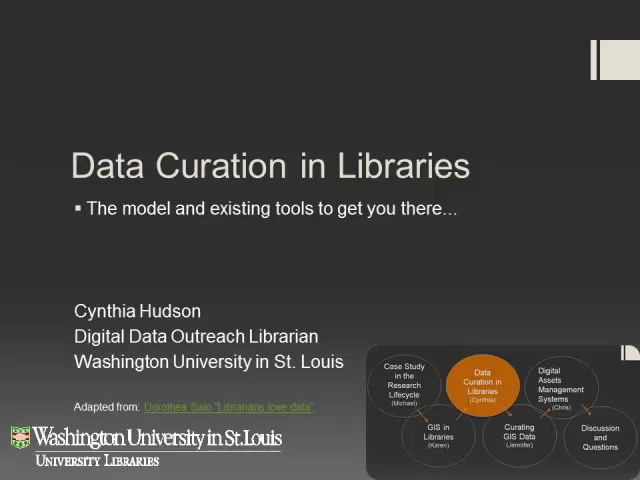 Data Curation in Libraries
▪ The model and existing tools to get you there...
Cynthia Hudson
Digital Data Outreach Librarian
Washington University in St. Louis
Adapted from: Dorothea Salo "Librarians love data"
Washington University in St. Louis
UNIVERSITY LIBRARIES
Case Study
in the
Research
Lifecycle
(Michael)
GIS in
Libraries
(Karen)
Data
Curation in
Libraries
(Cynthia)
Curating
GIS Data
(Jennifer)
Digital
Assets
Management
Systems
(Chris)
Discussion
and
Questions